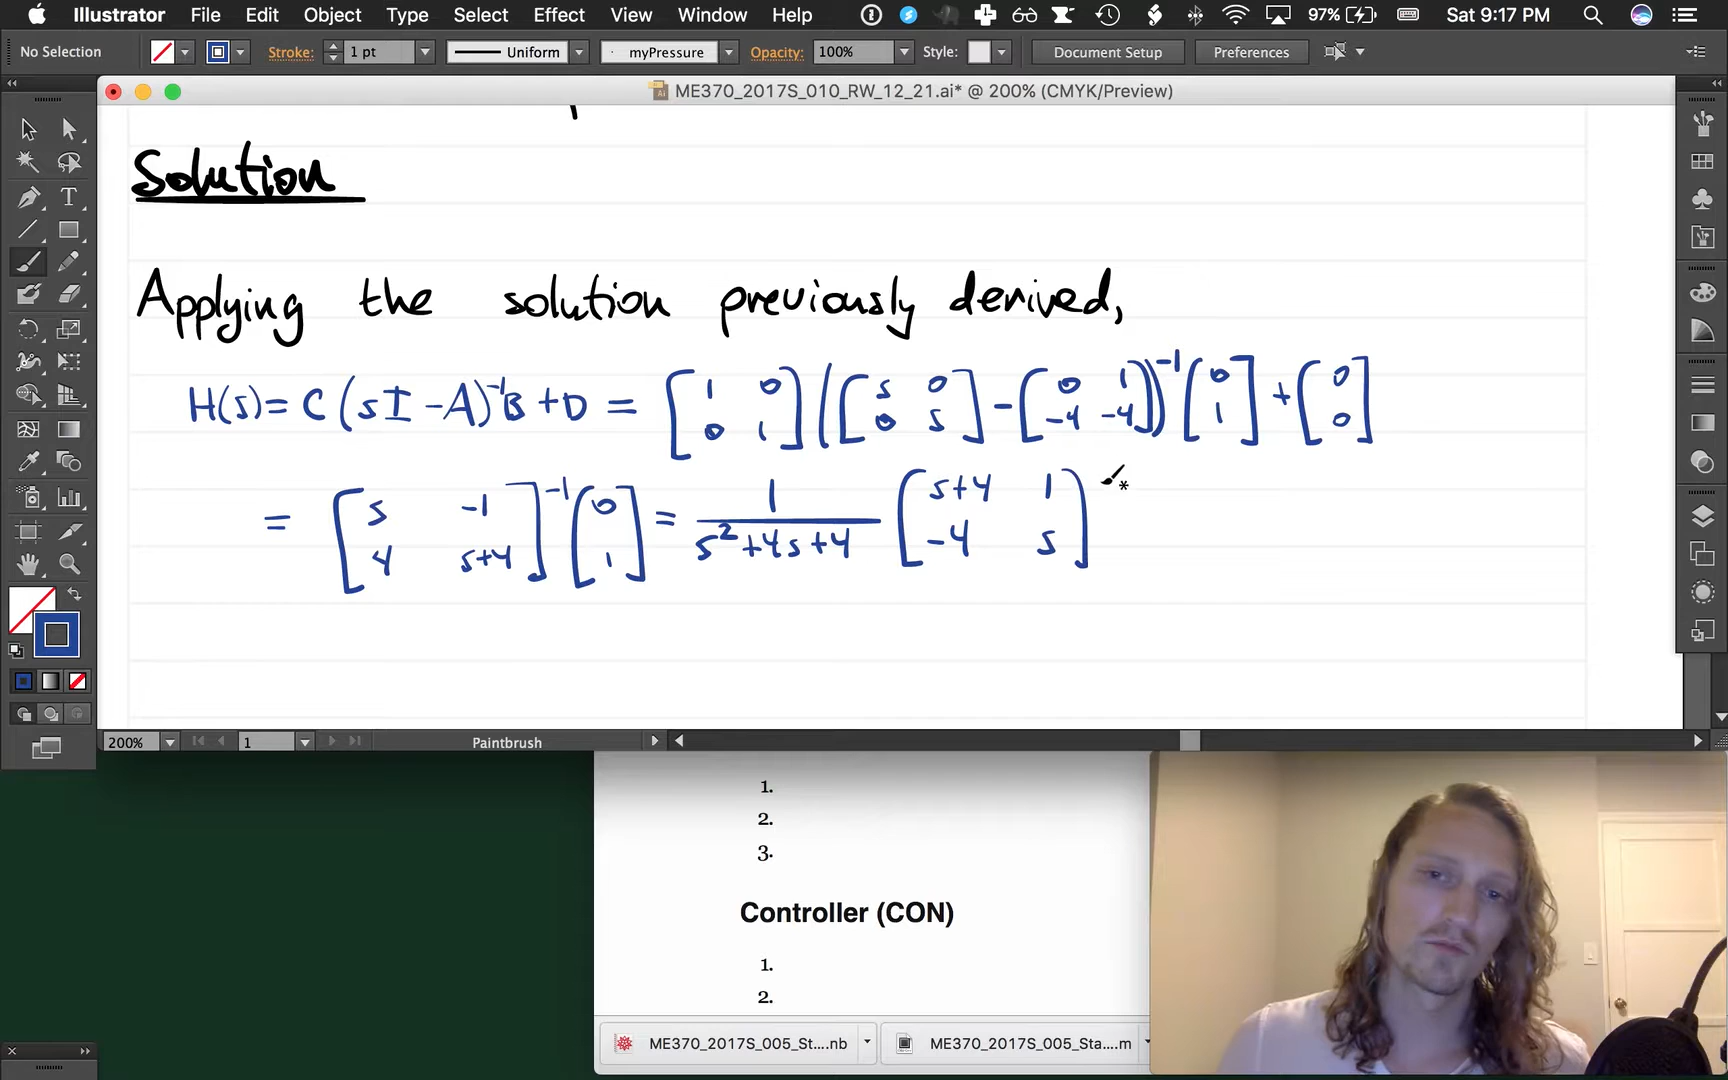 Illustrator File Edit Object Type Select Effect View Window Help 97% Sat 9:17 PM
No Selection Stroke: 1 pt Uniform myPressure Opacity: 100% Style: Document Setup Preferences
ME370_2017S_010_RW_12_21.ai* @ 200% (CMYK/Preview)
Solution
Applying the solution previously derived,
H(s) = C (sI - A)^-1 B + D = [1 0; 0 1] ([s 0; 0 s] - [0 1; -4 -4])^-1 [0; 1] + [0; 0]
= [s -1; 4 s+4]^-1 [0; 1] = 1/(s^2+4s+4) [s+4 1; -4 s]
200% 1 Paintbrush
1.
2.
3.
Controller (CON)
1.
2.
ME370_2017S_005_St....nb ME370_2017S_005_Sta....m